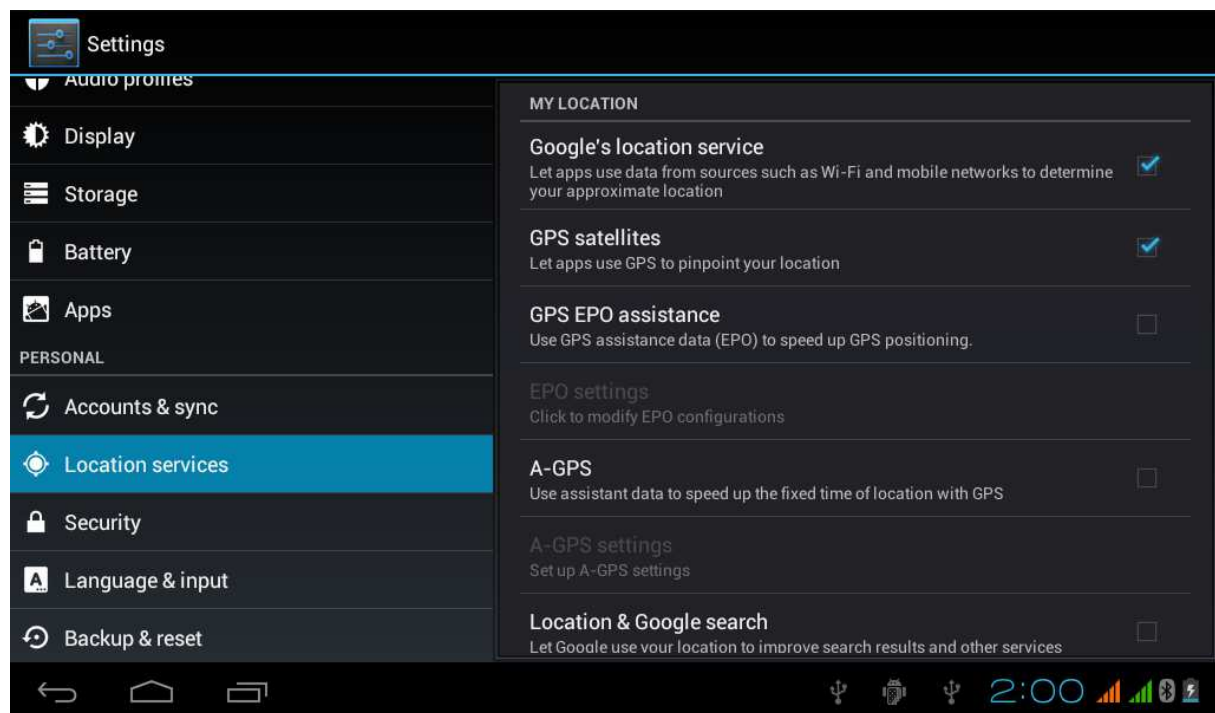 Settings
Audio profiles
Display
Storage
Battery
Apps
PERSONAL
Accounts & sync
Location services
Security
Language & input
Backup & reset
MY LOCATION
Google's location service
Let apps use data from sources such as Wi-Fi and mobile networks to determine
your approximate location
GPS satellites
Let apps use GPS to pinpoint your location
GPS EPO assistance
Use GPS assistance data (EPO) to speed up GPS positioning.
EPO settings
Click to modify EPO configurations
A-GPS
Use assistant data to speed up the fixed time of location with GPS
A-GPS settings
Set up A-GPS settings
Location & Google search
Let Google use your location to improve search results and other services
2:00